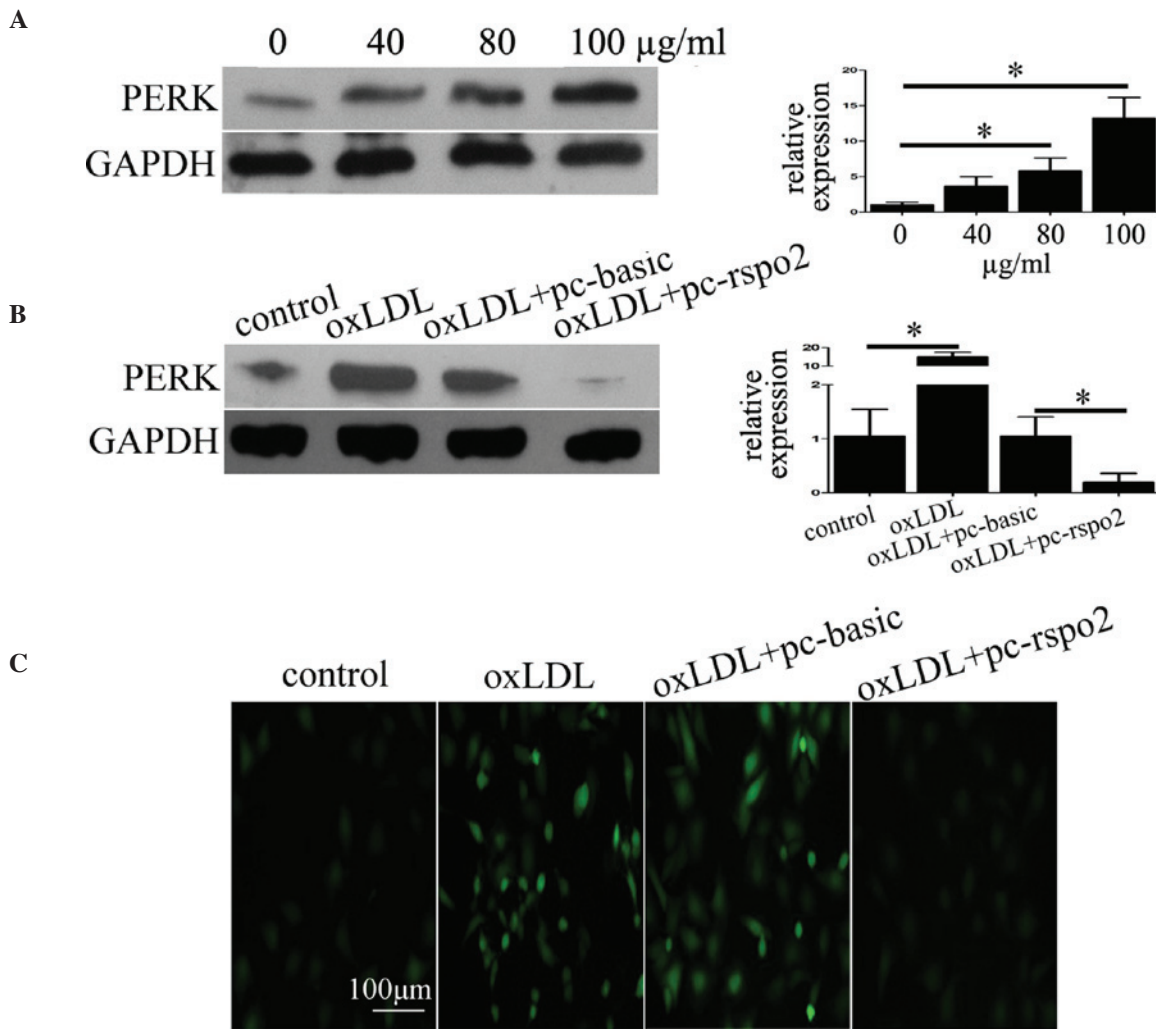 A
0 40 80 100 µg/ml
PERK
GAPDH
relative
expression
20
15
10
5
0
*
*
0 40 80 100
µg/ml
B
control
oxLDL
oxLDL+pc-basic
oxLDL+pc-rspo2
PERK
GAPDH
relative
expression
20
10
2
1
0
*
*
control
oxLDL
oxLDL+pc-basic
oxLDL+pc-rspo2
C
control
oxLDL
oxLDL+pc-basic
oxLDL+pc-rspo2
100µm